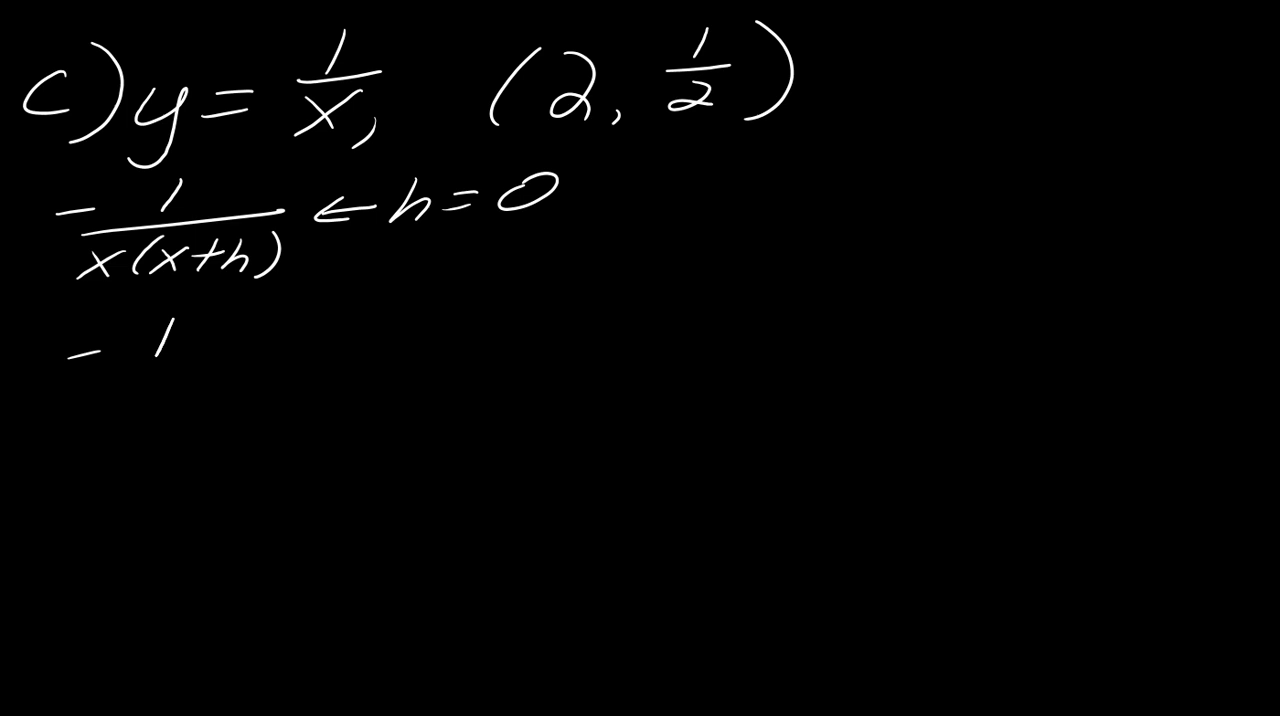 c) y = 1/x, (2, 1/2)
- 1/x(x+h) ← h = 0
- 1